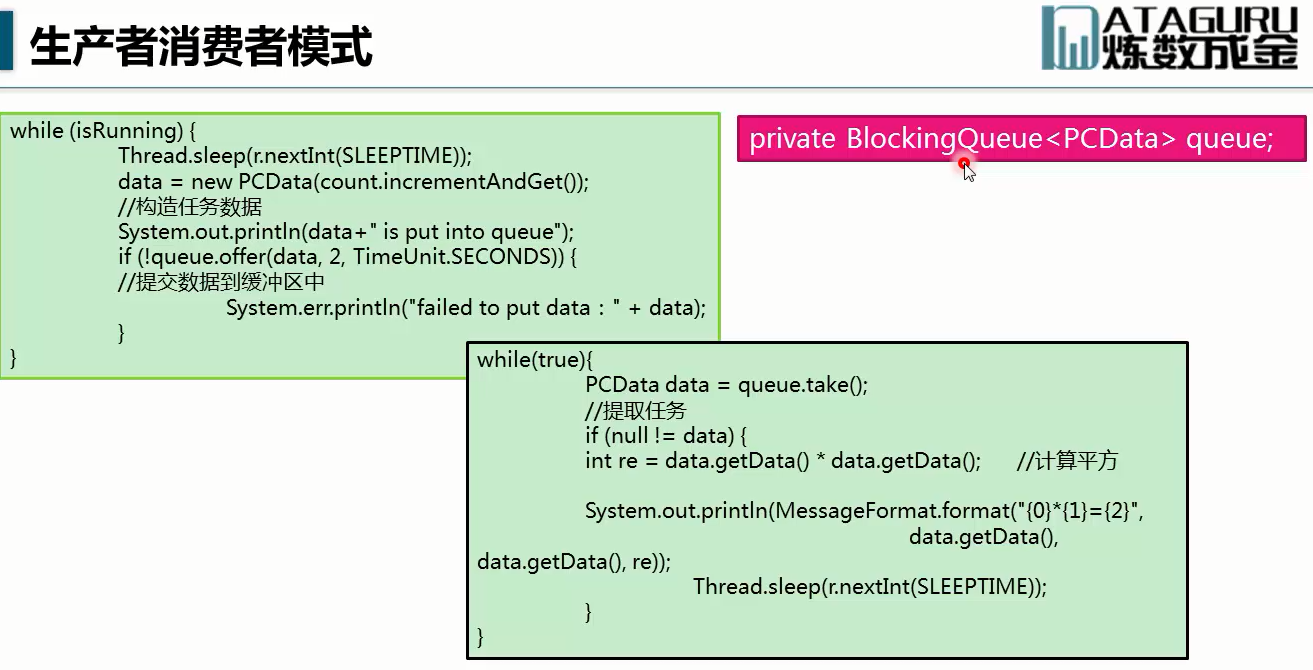 生产者消费者模式
ATAGURU
炼数成金
while (isRunning) {
Thread.sleep(r.nextInt(SLEEPTIME));
data = new PCData(count.incrementAndGet());
//构造任务数据
System.out.println(data+" is put into queue");
if (!queue.offer(data, 2, TimeUnit.SECONDS)) {
//提交数据到缓冲区中
System.err.println("failed to put data : " + data);
}
}
private BlockingQueue<PCData> queue;
while(true){
PCData data = queue.take();
//提取任务
if (null != data) {
int re = data.getData() * data.getData(); //计算平方
System.out.println(MessageFormat.format("{0}*{1}={2}",
data.getData(),
data.getData(), re));
Thread.sleep(r.nextInt(SLEEPTIME));
}
}